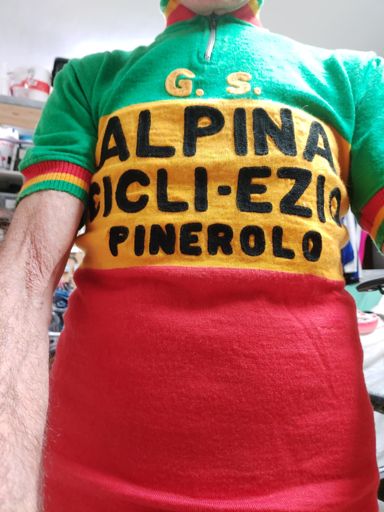 G. S.
ALPINA
CICLI-EZIO
PINEROLO